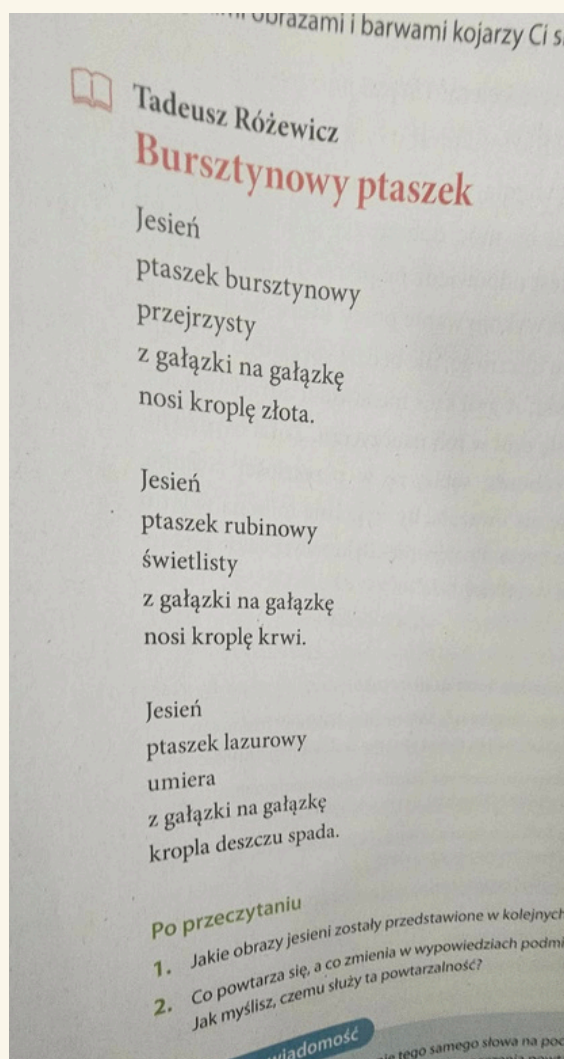 obrazami i barwami kojarzy Ci
Tadeusz Różewicz
Bursztynowy ptaszek
Jesień
ptaszek bursztynowy
przejrzysty
z gałązki na gałązkę
nosi kroplę złota.
Jesień
ptaszek rubinowy
świetlisty
z gałązki na gałązkę
nosi kroplę krwi.
Jesień
ptaszek lazurowy
umiera
z gałązki na gałązkę
kropla deszczu spada.
Po przeczytaniu
1. Jakie obrazy jesieni zostały przedstawione w kolejnych
2. Co powtarza się, a co zmienia w wypowiedziach
Jak myślisz, czemu służy ta powtarzalność?
tego samego słowa na